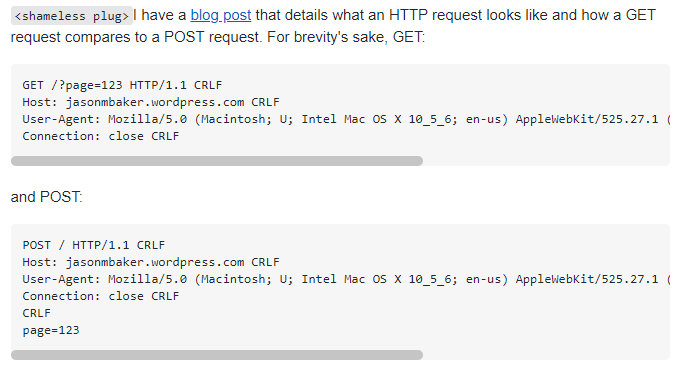 <shameless plug>I have a blog post that details what an HTTP request looks like and how a GET
request compares to a POST request. For brevity's sake, GET:
GET /?page=123 HTTP/1.1 CRLF
Host: jasonmbaker.wordpress.com CRLF
User-Agent: Mozilla/5.0 (Macintosh; U; Intel Mac OS X 10_5_6; en-us) AppleWebKit/525.27.1 (
Connection: close CRLF
and POST:
POST / HTTP/1.1 CRLF
Host: jasonmbaker.wordpress.com CRLF
User-Agent: Mozilla/5.0 (Macintosh; U; Intel Mac OS X 10_5_6; en-us) AppleWebKit/525.27.1 (
Connection: close CRLF
CRLF
page=123